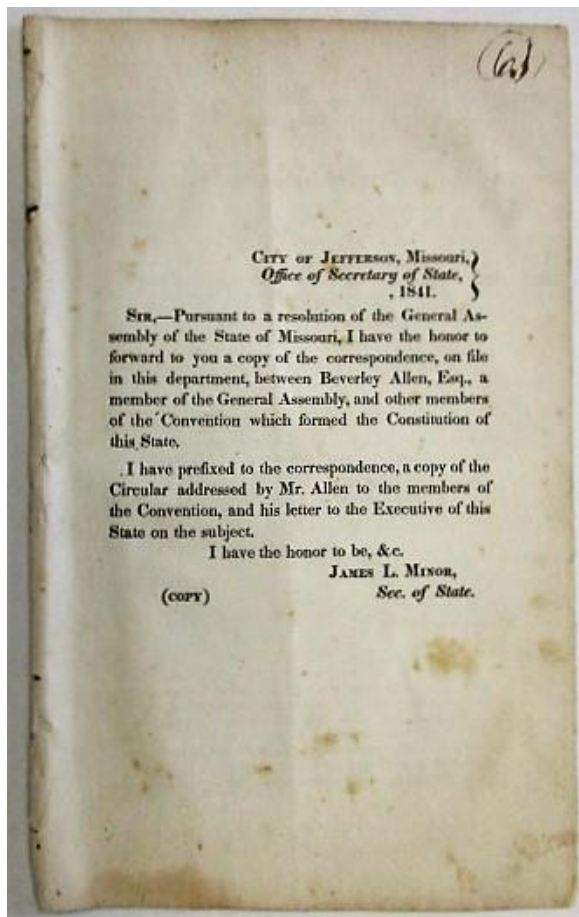 CITY OF JEFFERSON, Missouri,
Office of Secretary of State,
, 1841.
SIR,—Pursuant to a resolution of the General As-
sembly of the State of Missouri, I have the honor to
forward to you a copy of the correspondence, on file
in this department, between Beverley Allen, Esq., a
member of the General Assembly, and other members
of the Convention which formed the Constitution of
this State.
I have prefixed to the correspondence, a copy of the
Circular addressed by Mr. Allen to the members of
the Convention, and his letter to the Executive of this
State on the subject.
I have the honor to be, &c.
JAMES L. MINOR,
(COPY) Sec. of State.